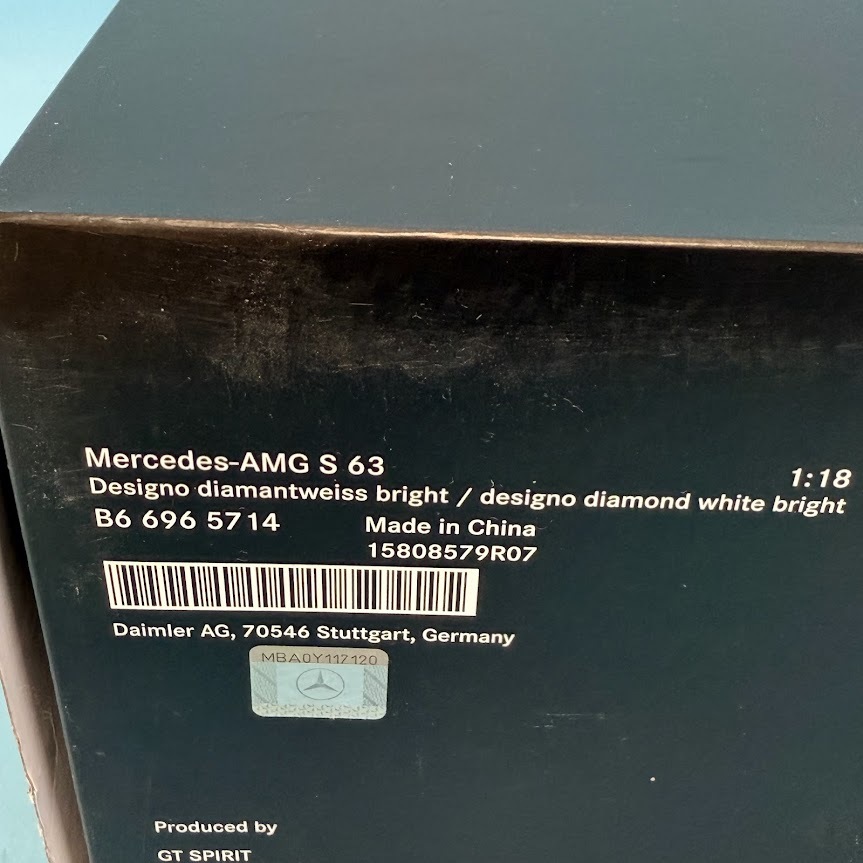 Mercedes-AMG S 63
1:18
Designo diamantweiss bright / designo diamond white bright
B6 696 5714
Made in China
15808579R07
Daimler AG, 70546 Stuttgart, Germany
MBA0Y117120
Produced by
GT SPIRIT